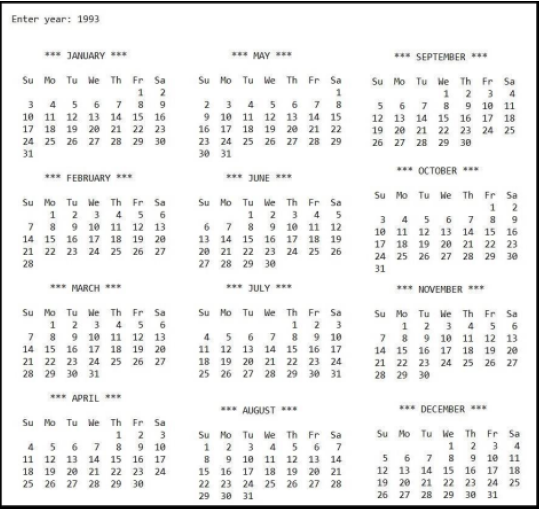 Enter year: 1993
*** JANUARY ***
Su Mo Tu We Th Fr Sa
1 2
3 4 5 6 7 8 9
10 11 12 13 14 15 16
17 18 19 20 21 22 23
24 25 26 27 28 29 30
31
*** FEBRUARY ***
Su Mo Tu We Th Fr Sa
1 2 3 4 5 6
7 8 9 10 11 12 13
14 15 16 17 18 19 20
21 22 23 24 25 26 27
28
*** MARCH ***
Su Mo Tu We Th Fr Sa
1 2 3 4 5 6
7 8 9 10 11 12 13
14 15 16 17 18 19 20
21 22 23 24 25 26 27
28 29 30 31
*** APRIL ***
Su Mo Tu We Th Fr Sa
1 2 3
4 5 6 7 8 9 10
11 12 13 14 15 16 17
18 19 20 21 22 23 24
25 26 27 28 29 30
*** MAY ***
Su Mo Tu We Th Fr Sa
1
2 3 4 5 6 7 8
9 10 11 12 13 14 15
16 17 18 19 20 21 22
23 24 25 26 27 28 29
30 31
*** JUNE ***
Su Mo Tu We Th Fr Sa
1 2 3 4 5
6 7 8 9 10 11 12
13 14 15 16 17 18 19
20 21 22 23 24 25 26
27 28 29 30
*** JULY ***
Su Mo Tu We Th Fr Sa
1 2 3
4 5 6 7 8 9 10
11 12 13 14 15 16 17
18 19 20 21 22 23 24
25 26 27 28 29 30 31
*** AUGUST ***
Su Mo Tu We Th Fr Sa
1 2 3 4 5 6 7
8 9 10 11 12 13 14
15 16 17 18 19 20 21
22 23 24 25 26 27 28
29 30 31
*** SEPTEMBER ***
Su Mo Tu We Th Fr Sa
1 2 3 4
5 6 7 8 9 10 11
12 13 14 15 16 17 18
19 20 21 22 23 24 25
26 27 28 29 30
*** OCTOBER ***
Su Mo Tu We Th Fr Sa
1 2
3 4 5 6 7 8 9
10 11 12 13 14 15 16
17 18 19 20 21 22 23
24 25 26 27 28 29 30
31
*** NOVEMBER ***
Su Mo Tu We Th Fr Sa
1 2 3 4 5 6
7 8 9 10 11 12 13
14 15 16 17 18 19 20
21 22 23 24 25 26 27
28 29 30
*** DECEMBER ***
Su Mo Tu We Th Fr Sa
1 2 3 4
5 6 7 8 9 10 11
12 13 14 15 16 17 18
19 20 21 22 23 24 25
26 27 28 29 30 31